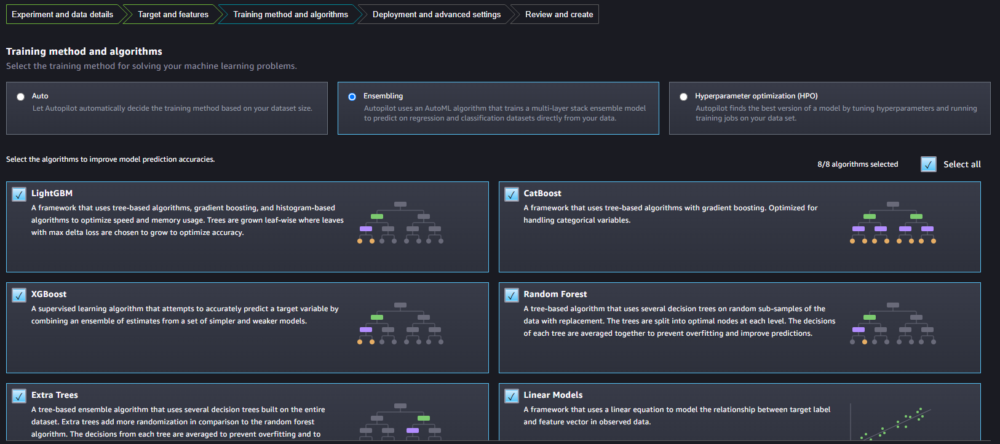 Experiment and data details
Target and features
Training method and algorithms
Deployment and advanced settings
Review and create
Training method and algorithms
Select the training method for solving your machine learning problems.
Auto
Let Autopilot automatically decide the training method based on your dataset size.
Ensembling
Autopilot uses an AutoML algorithm that trains a multi-layer stack ensemble model
to predict on regression and classification datasets directly from your data.
Hyperparameter optimization (HPO)
Autopilot finds the best version of a model by tuning hyperparameters and running
training jobs on your data set.
Select the algorithms to improve model prediction accuracies.
8/8 algorithms selected
Select all
LightGBM
A framework that uses tree-based algorithms, gradient boosting, and histogram-based
algorithms to optimize speed and memory usage. Trees are grown leaf-wise where leaves
with max delta loss are chosen to grow to optimize accuracy.
CatBoost
A framework that uses tree-based algorithms with gradient boosting. Optimized for
handling categorical variables.
XGBoost
A supervised learning algorithm that attempts to accurately predict a target variable by
combining an ensemble of estimates from a set of simpler and weaker models.
Random Forest
A tree-based algorithm that uses several decision trees on random sub-samples of the
data with replacement. The trees are split into optimal nodes at each level. The decisions
of each tree are averaged together to prevent overfitting and improve predictions.
Extra Trees
A tree-based ensemble algorithm that uses several decision trees built on the entire
dataset. Extra trees add more randomization in comparison to the random forest
algorithm. The decisions from each tree are averaged to prevent overfitting and to
Linear Models
A framework that uses a linear equation to model the relationship between target label
and feature vector in observed data.